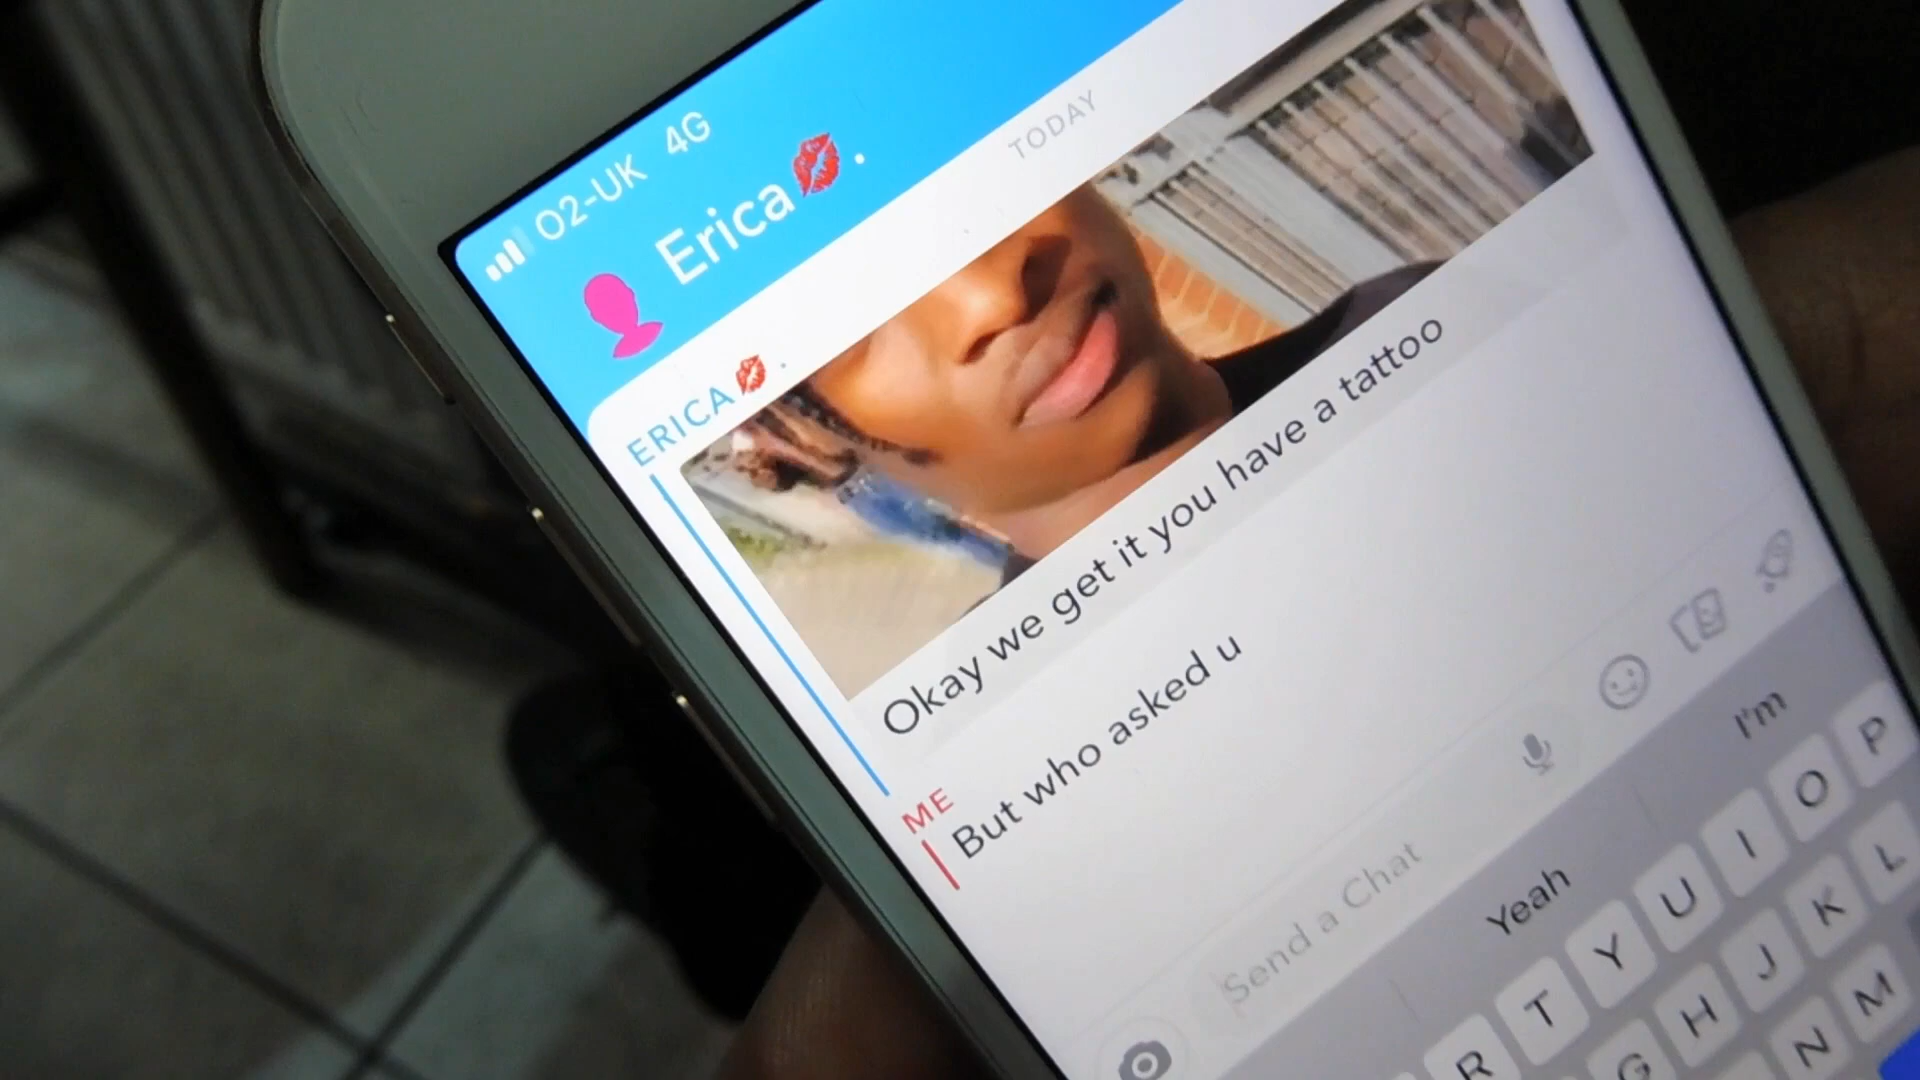 O2-UK 4G
Erica💋.
TODAY
ERICA💋.
Okay we get it you have a tattoo
ME
But who asked u
Send a Chat
Yeah
I'm
R T Y U I O P
G H J K L
N M